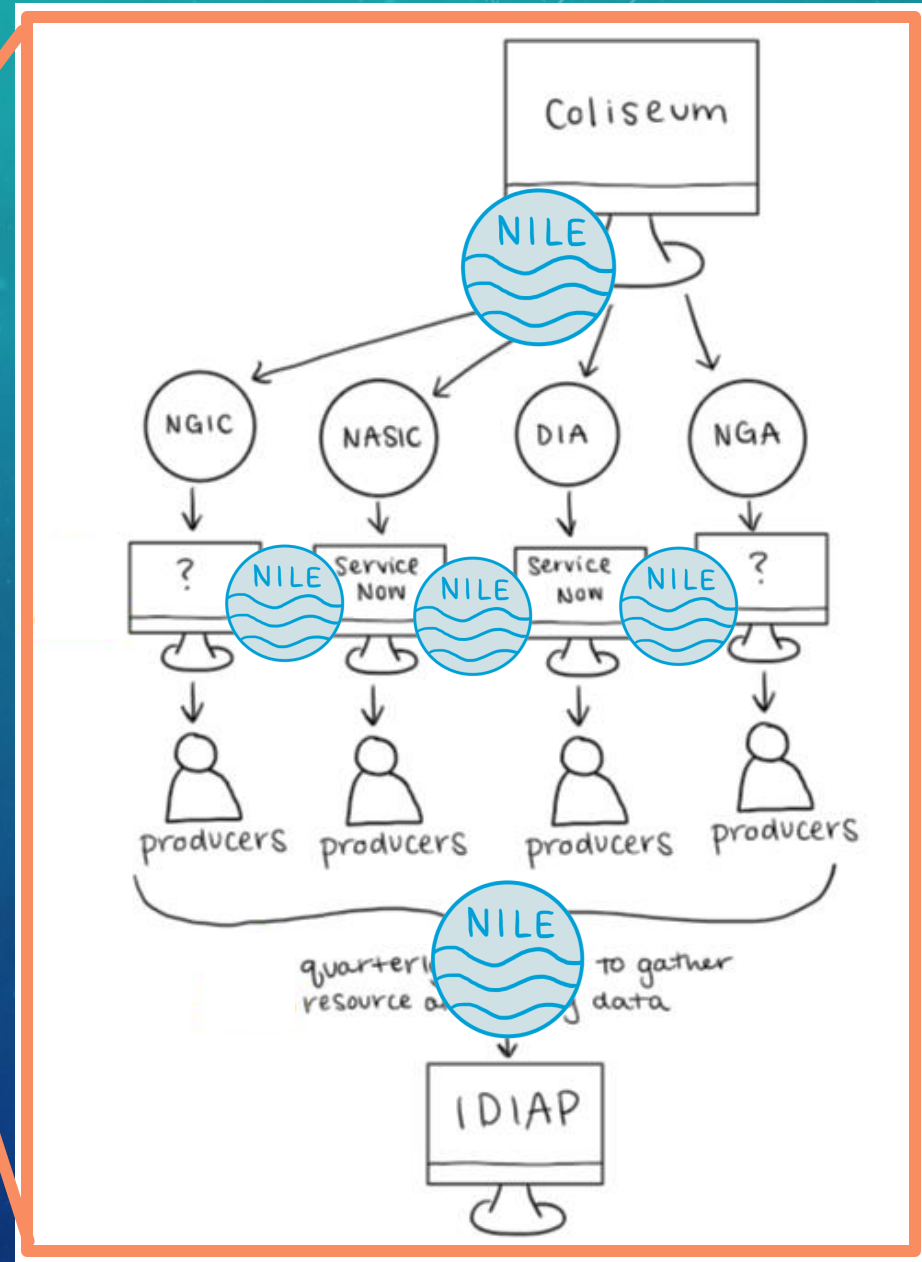 Coliseum
NILE
NGIC
NASIC
DIA
NGA
?
NILE
Service
Now
NILE
Service
Now
NILE
?
producers
producers
producers
producers
NILE
to gather
resource data
IDIAP